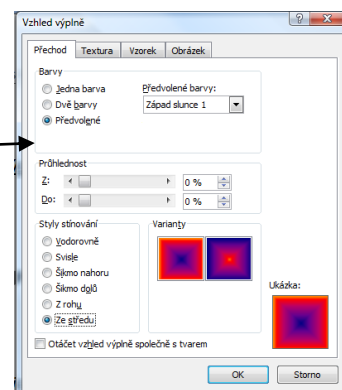 Vzhled výplně
Přechod Textura Vzorek Obrázek
Barvy
Jedna barva
Dvě barvy
Předvolené
Předvolené barvy:
Západ slunce 1
Průhlednost
Z: 0 %
Do: 0 %
Styly stínování
Vodorovně
Svisle
Šikmo nahoru
Šikmo dolů
Z rohu
Ze středu
Varianty
Ukázka:
Otáčet vzhled výplně společně s tvarem
OK Storno